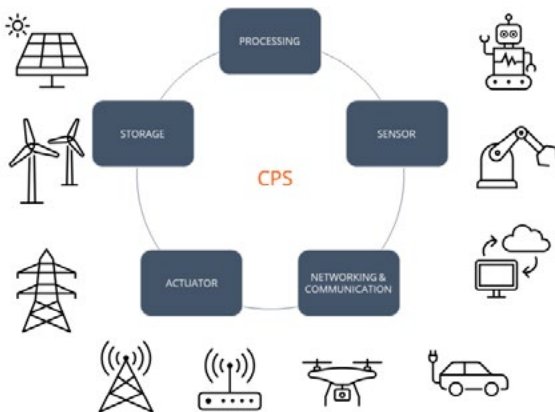 PROCESSING
STORAGE
SENSOR
CPS
ACTUATOR
NETWORKING &
COMMUNICATION